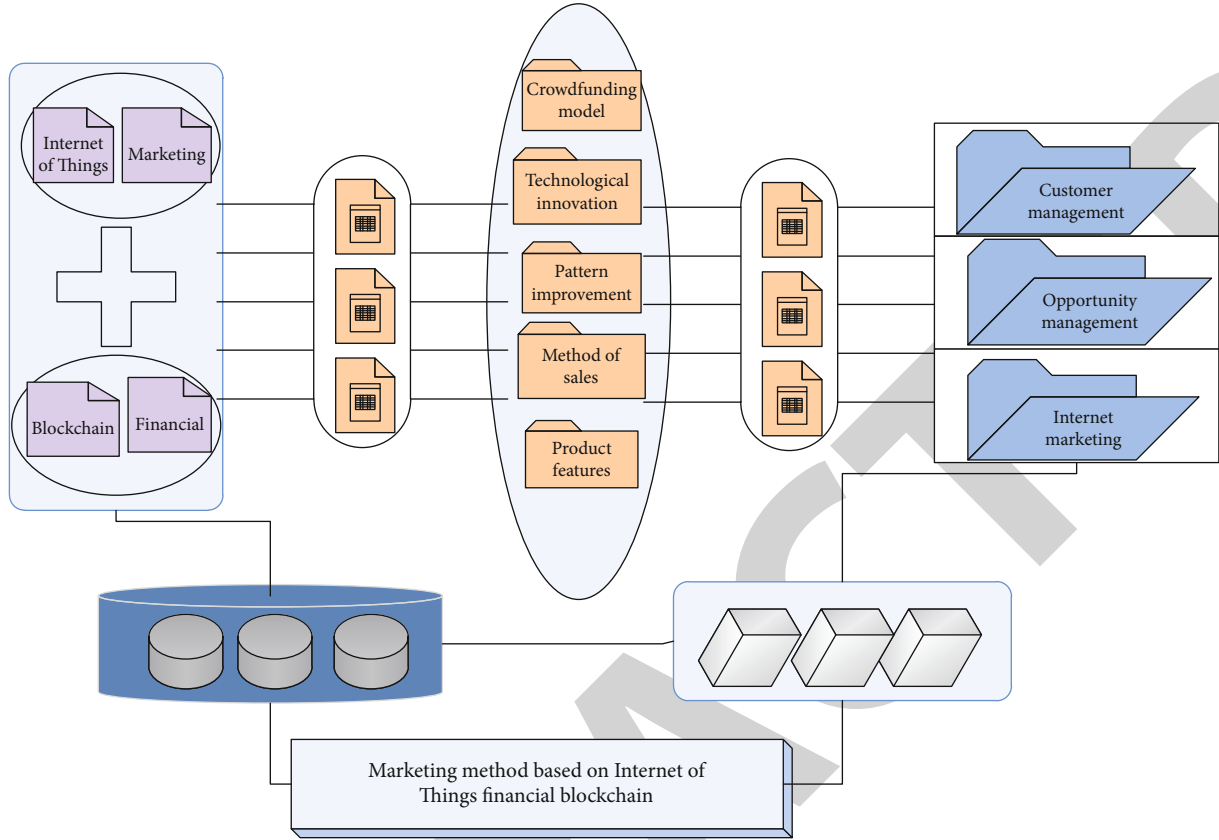 Internet
of Things
Marketing
Blockchain
Financial
Crowdfunding
model
Technological
innovation
Pattern
improvement
Method of
sales
Product
features
Customer
management
Opportunity
management
Internet
marketing
Marketing method based on Internet of
Things financial blockchain